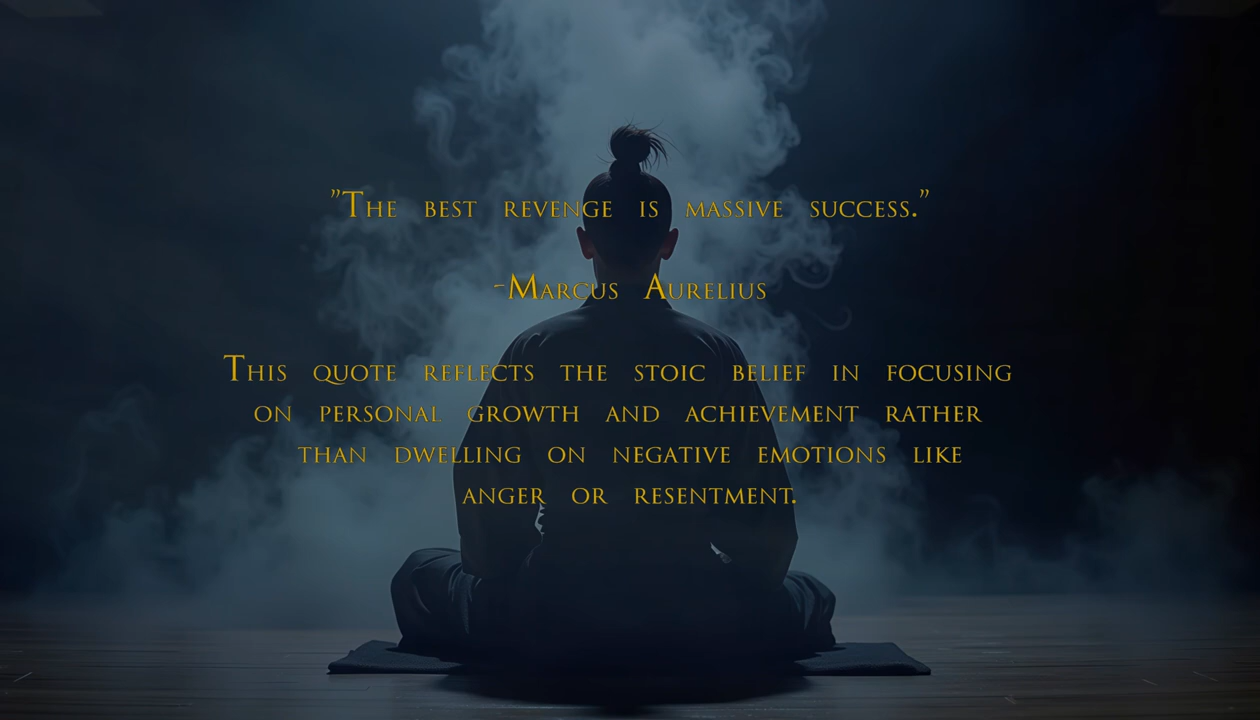 "The best revenge is massive success."
-Marcus Aurelius
This quote reflects the stoic belief in focusing
on personal growth and achievement rather
than dwelling on negative emotions like
anger or resentment.